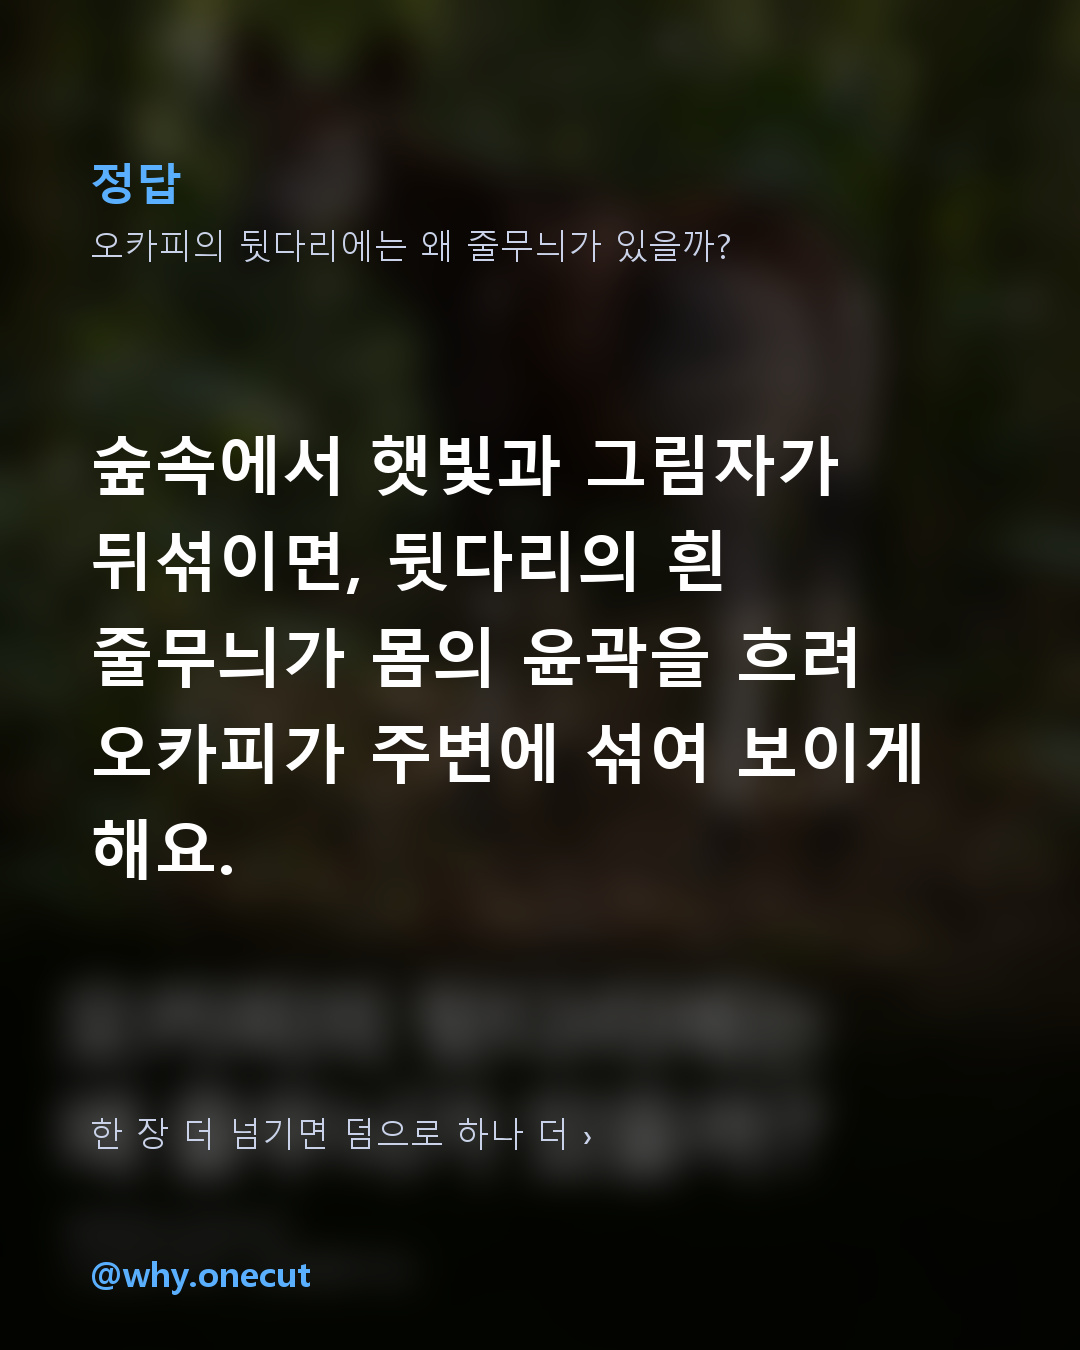 정답
오카피의 뒷다리에는 왜 줄무늬가 있을까?
숲속에서 햇빛과 그림자가
뒤섞이면, 뒷다리의 흰
줄무늬가 몸의 윤곽을 흐려
오카피가 주변에 섞여 보이게
해요.
한 장 더 넘기면 덤으로 하나 더 ›
@why.onecut